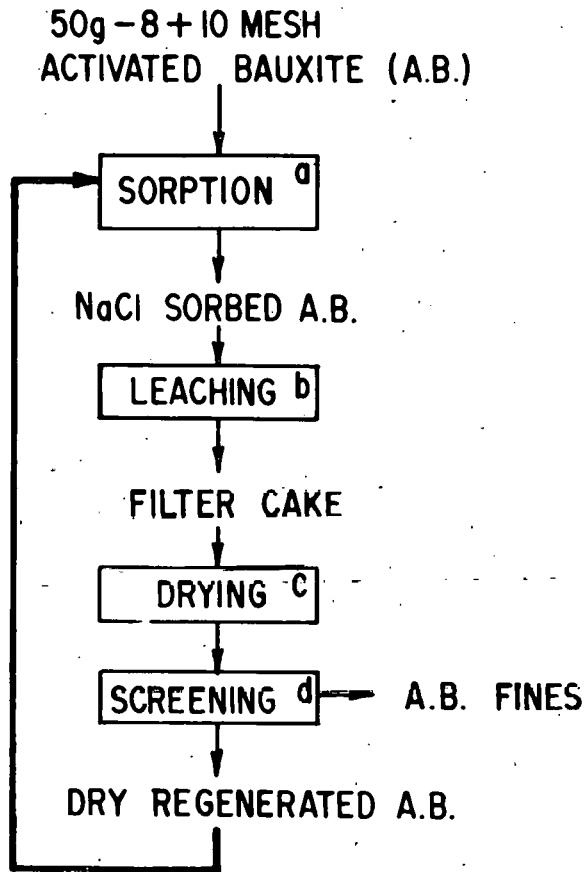 50g -8 +10 MESH
ACTIVATED BAUXITE (A.B.)
SORPTION a
NaCl SORBED A.B.
LEACHING b
FILTER CAKE
DRYING c
SCREENING d
A.B. FINES
DRY REGENERATED A.B.